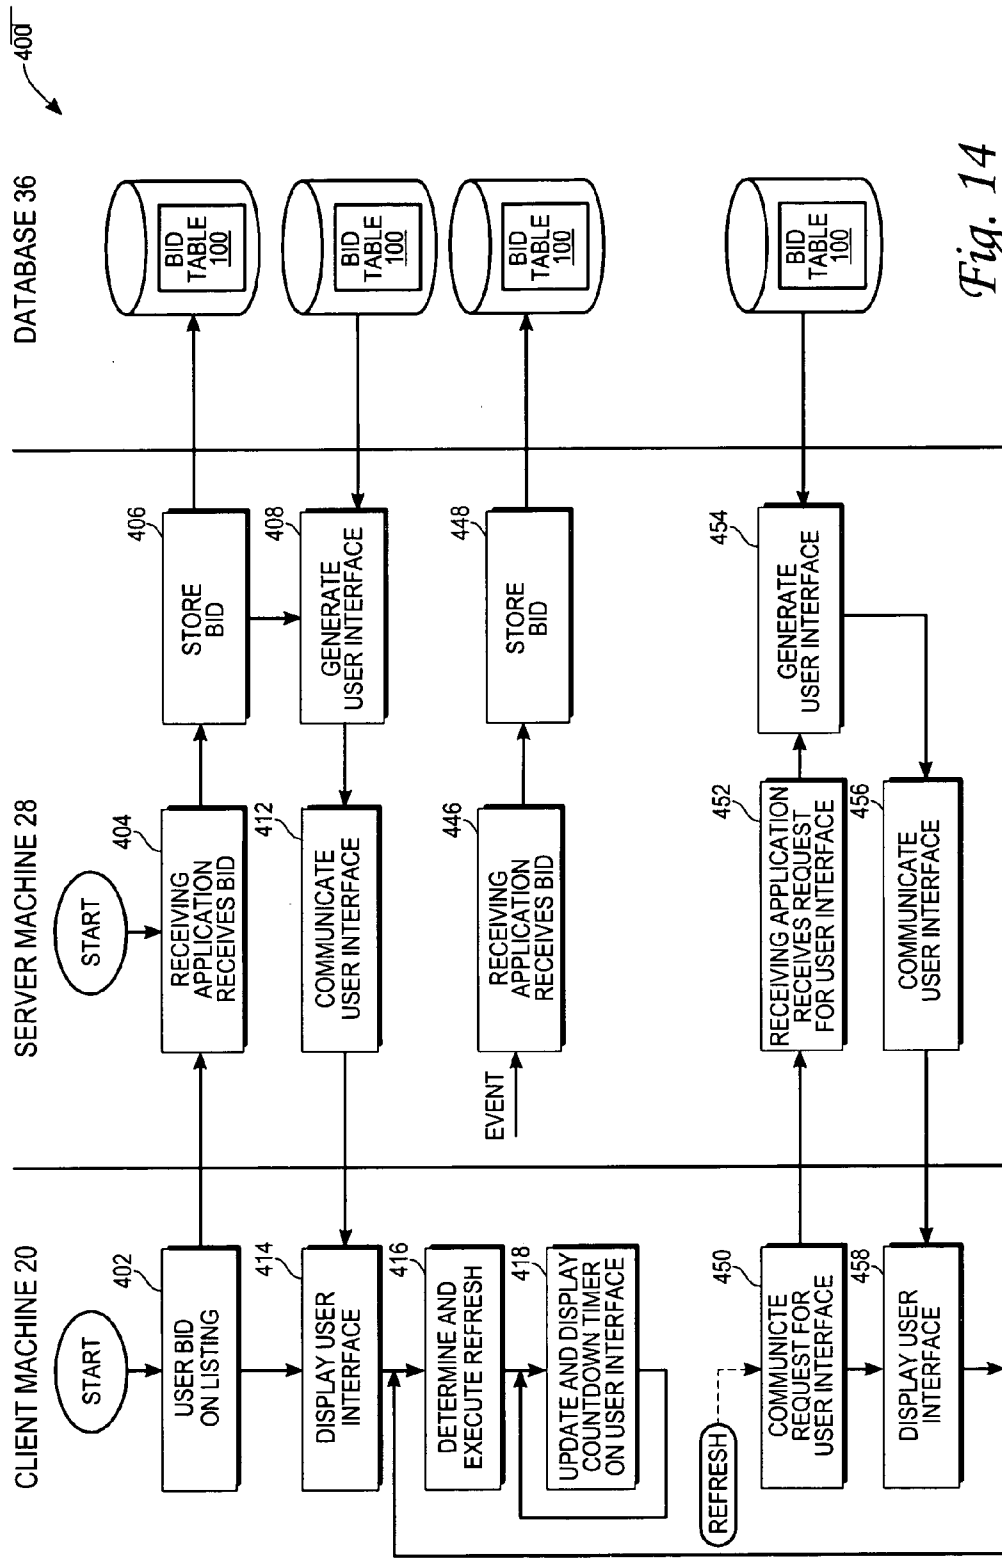 400
CLIENT MACHINE 20
SERVER MACHINE 28
DATABASE 36
START
START
402
USER BID
ON LISTING
404
RECEIVING
APPLICATION
RECEIVES BID
406
STORE
BID
BID
TABLE
100
414
DISPLAY USER
INTERFACE
412
COMMUNICATE
USER INTERFACE
408
GENERATE
USER INTERFACE
BID
TABLE
100
416
DETERMINE AND
EXECUTE REFRESH
418
UPDATE AND DISPLAY
COUNTDOWN TIMER
ON USER INTERFACE
EVENT
446
RECEIVING
APPLICATION
RECEIVES BID
448
STORE
BID
BID
TABLE
100
REFRESH
450
COMMUNICTE
REQUEST FOR
USER INTERFACE
452
RECEIVING APPLICATION
RECEIVES REQUEST
FOR USER INTERFACE
454
GENERATE
USER INTERFACE
BID
TABLE
100
458
DISPLAY USER
INTERFACE
456
COMMUNICATE
USER INTERFACE
Fig. 14